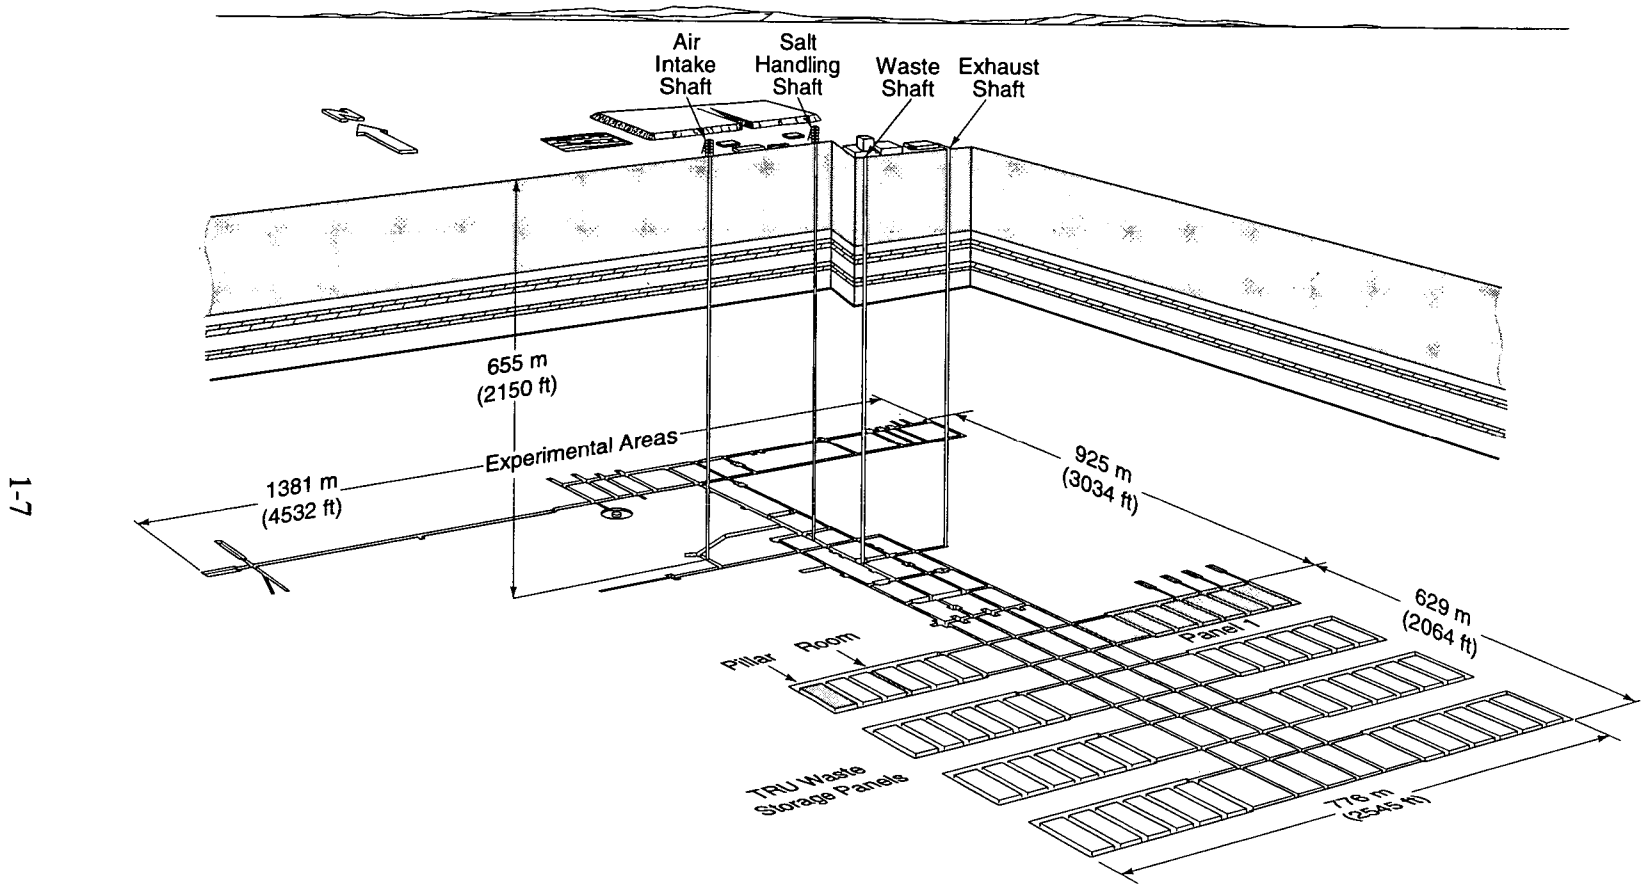 Air
Intake
Shaft
Salt
Handling
Shaft
Waste
Shaft
Exhaust
Shaft
N
655 m
(2150 ft)
Experimental Areas
1381 m
(4532 ft)
925 m
(3034 ft)
629 m
(2064 ft)
Pillar
Room
Panel 1
TRU Waste
Storage Panels
776 m
(2545 ft)
1-7